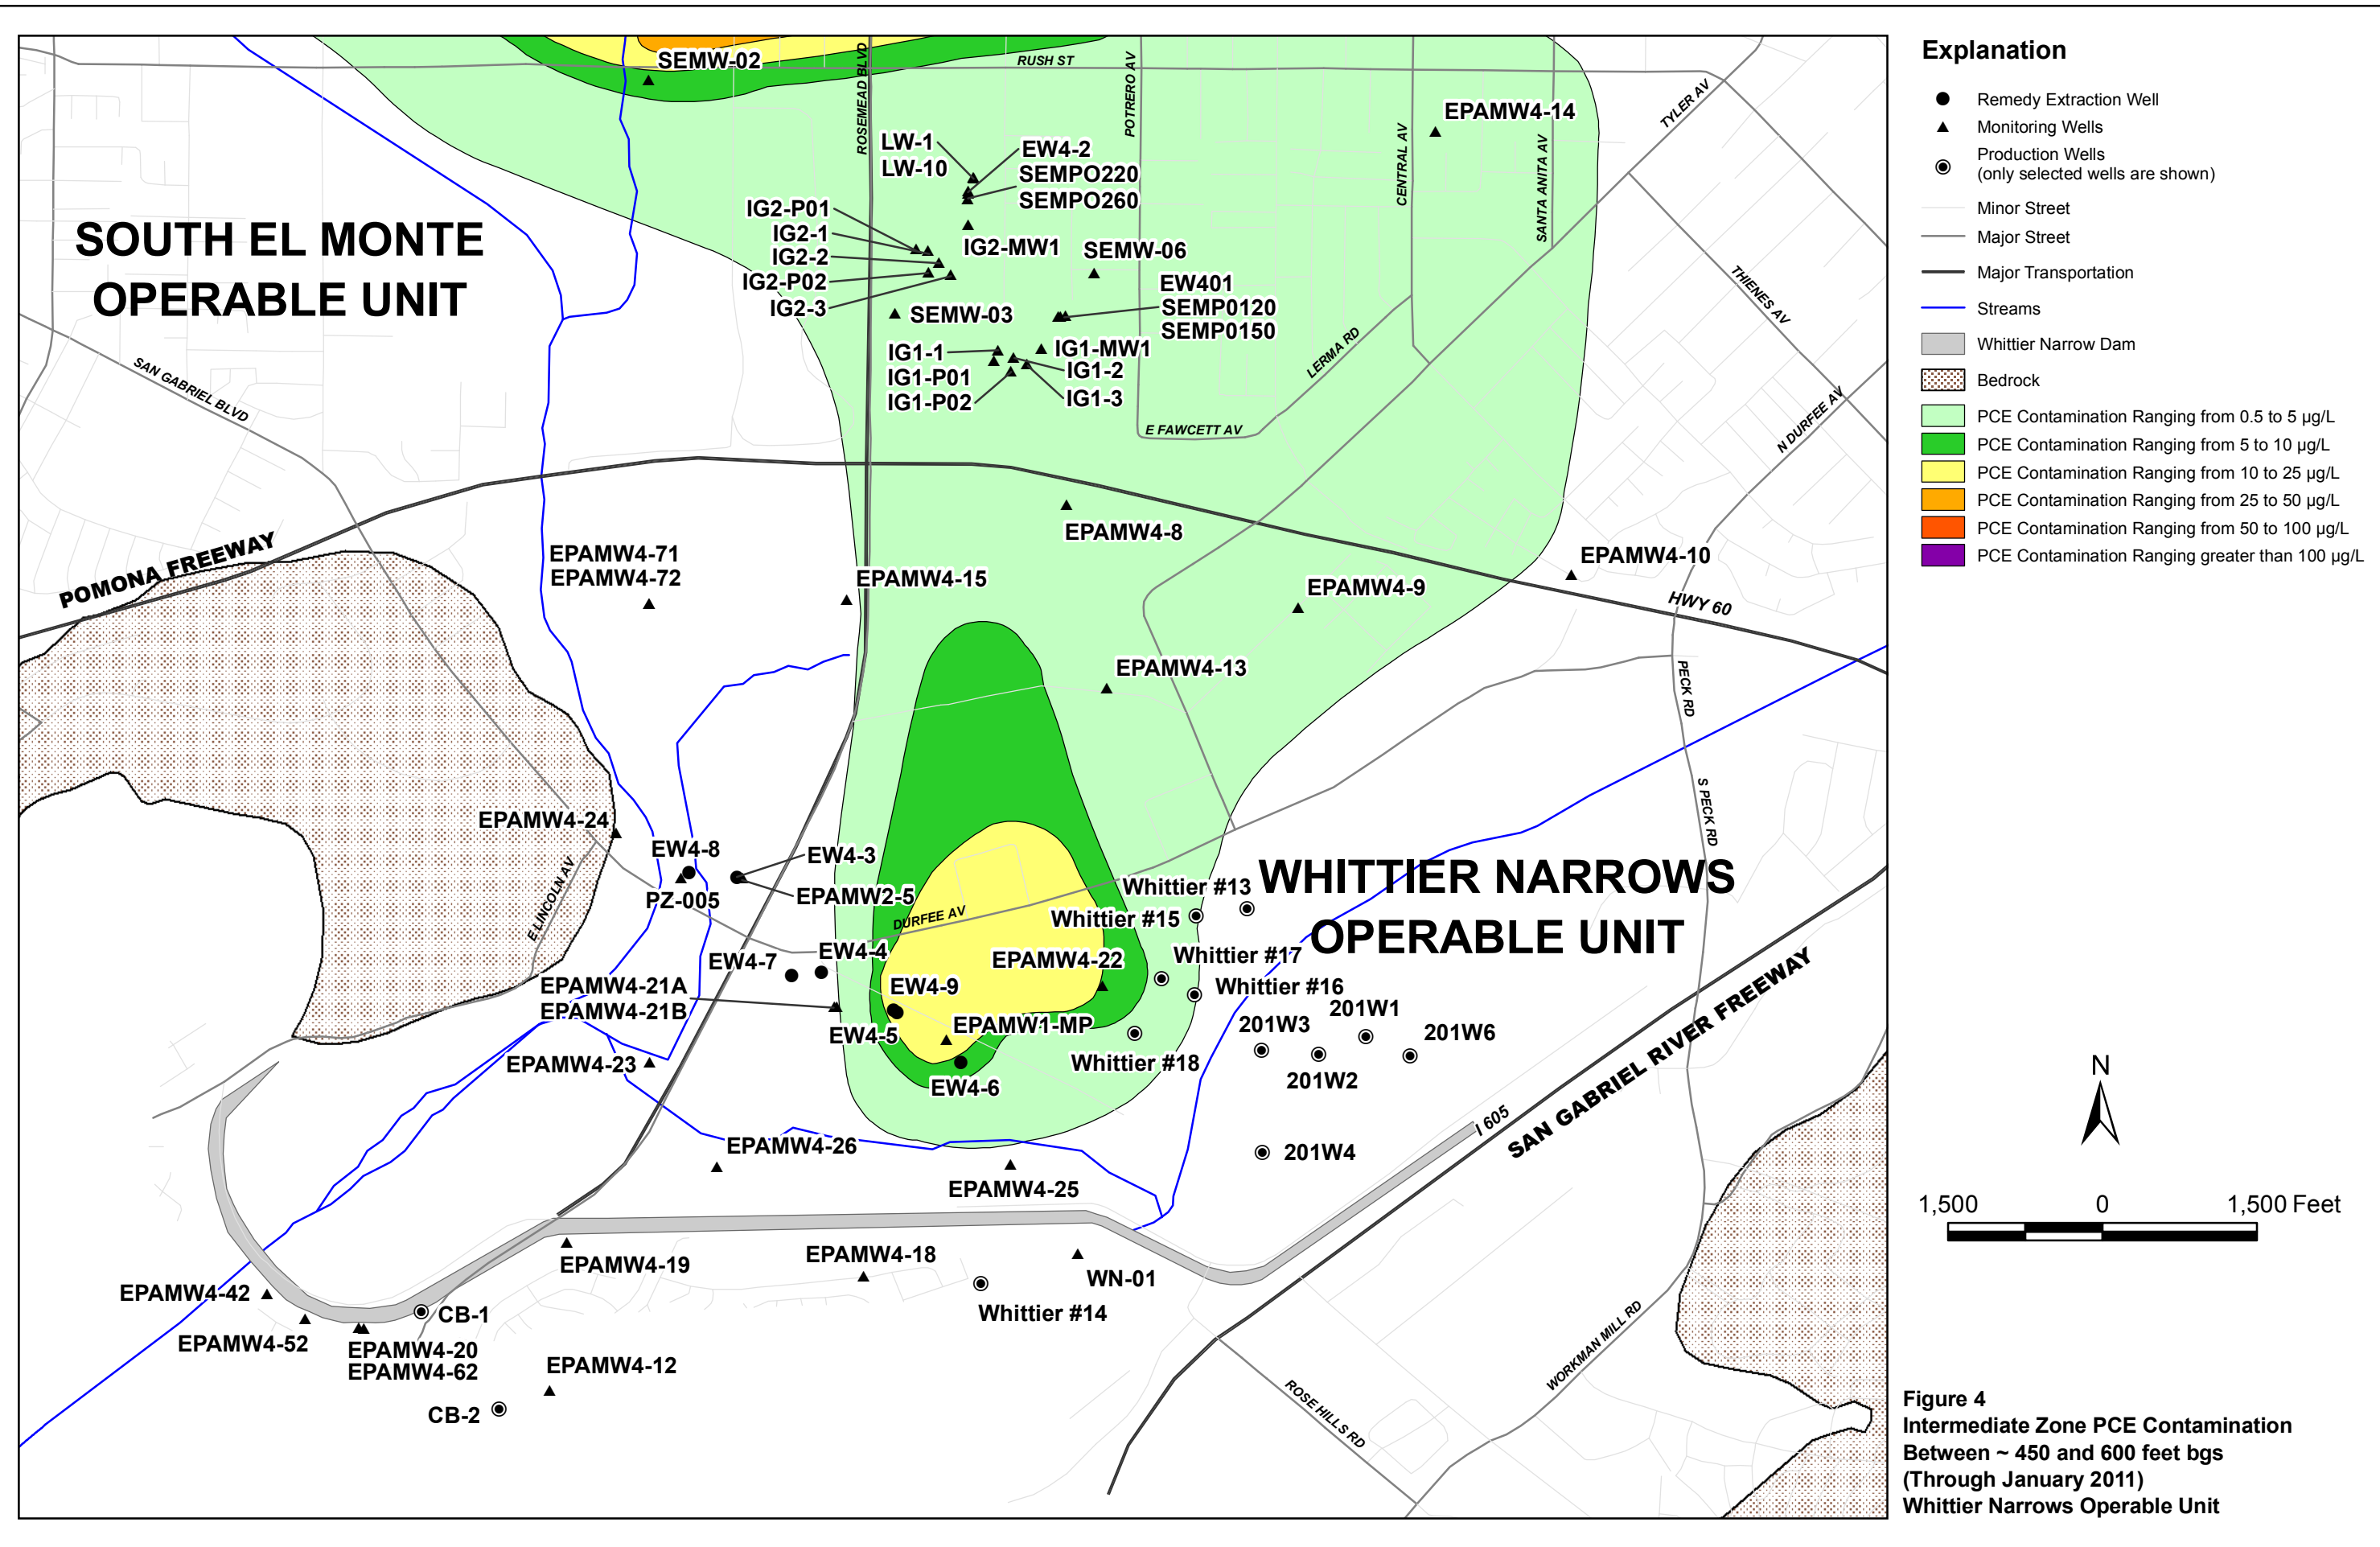 SEMW-02
ROSEMEAD BLVD
RUSH ST
POTRERO AV
CENTRAL AV
SANTA ANITA AV
TYLER AV
EPAMW4-14
LW-1
LW-10
EW4-2
SEMPO220
SEMPO260
SOUTH EL MONTE
OPERABLE UNIT
IG2-P01
IG2-1
IG2-2
IG2-P02
IG2-3
IG2-MW1
SEMW-06
EW401
SEMP0120
SEMP0150
SEMW-03
THIENES AV
LERMA RD
IG1-1
IG1-P01
IG1-P02
IG1-MW1
IG1-2
IG1-3
SAN GABRIEL BLVD
E FAWCETT AV
N DURFEE AV
POMONA FREEWAY
EPAMW4-71
EPAMW4-72
EPAMW4-8
EPAMW4-15
EPAMW4-9
EPAMW4-10
HWY 60
EPAMW4-13
PECK RD
S PECK RD
EPAMW4-24
EW4-8
PZ-005
EW4-3
EPAMW2-5
E LINCOLN AV
DURFEE AV
Whittier #13
Whittier #15
WHITTIER NARROWS
OPERABLE UNIT
EW4-7
EW4-4
EPAMW4-22
Whittier #17
Whittier #16
EPAMW4-21A
EPAMW4-21B
EW4-9
EW4-5
EPAMW1-MP
EW4-6
Whittier #18
201W3
201W1
201W6
201W2
201W4
EPAMW4-23
EPAMW4-26
EPAMW4-25
I 605
SAN GABRIEL RIVER FREEWAY
EPAMW4-19
EPAMW4-18
WN-01
Whittier #14
EPAMW4-42
EPAMW4-52
CB-1
EPAMW4-20
EPAMW4-62
EPAMW4-12
CB-2
ROSE HILLS RD
WORKMAN MILL RD
Explanation
Remedy Extraction Well
Monitoring Wells
Production Wells
(only selected wells are shown)
Minor Street
Major Street
Major Transportation
Streams
Whittier Narrow Dam
Bedrock
PCE Contamination Ranging from 0.5 to 5 µg/L
PCE Contamination Ranging from 5 to 10 µg/L
PCE Contamination Ranging from 10 to 25 µg/L
PCE Contamination Ranging from 25 to 50 µg/L
PCE Contamination Ranging from 50 to 100 µg/L
PCE Contamination Ranging greater than 100 µg/L
N
1,500 0 1,500 Feet
Figure 4
Intermediate Zone PCE Contamination
Between ~ 450 and 600 feet bgs
(Through January 2011)
Whittier Narrows Operable Unit